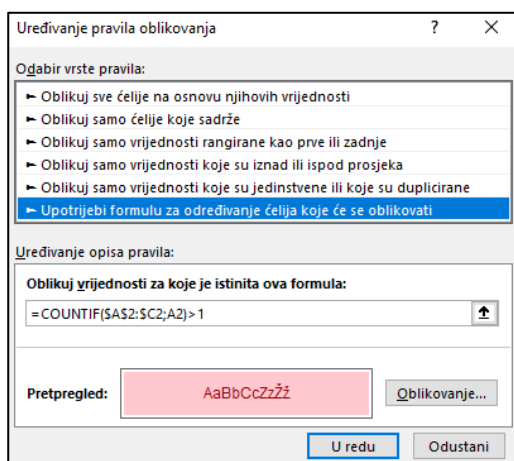 Uređivanje pravila oblikovanja ? ×
Odabir vrste pravila:
► Oblikuj sve ćelije na osnovu njihovih vrijednosti
► Oblikuj samo ćelije koje sadrže
► Oblikuj samo vrijednosti rangirane kao prve ili zadnje
► Oblikuj samo vrijednosti koje su iznad ili ispod prosjeka
► Oblikuj samo vrijednosti koje su jedinstvene ili koje su duplicirane
► Upotrijebi formulu za određivanje ćelija koje će se oblikovati
Uređivanje opisa pravila:
Oblikuj vrijednosti za koje je istinita ova formula:
=COUNTIF($A$2:$C2;A2)>1
Pretpregled: AaBbCcZzŽž Oblikovanje...
U redu Odustani